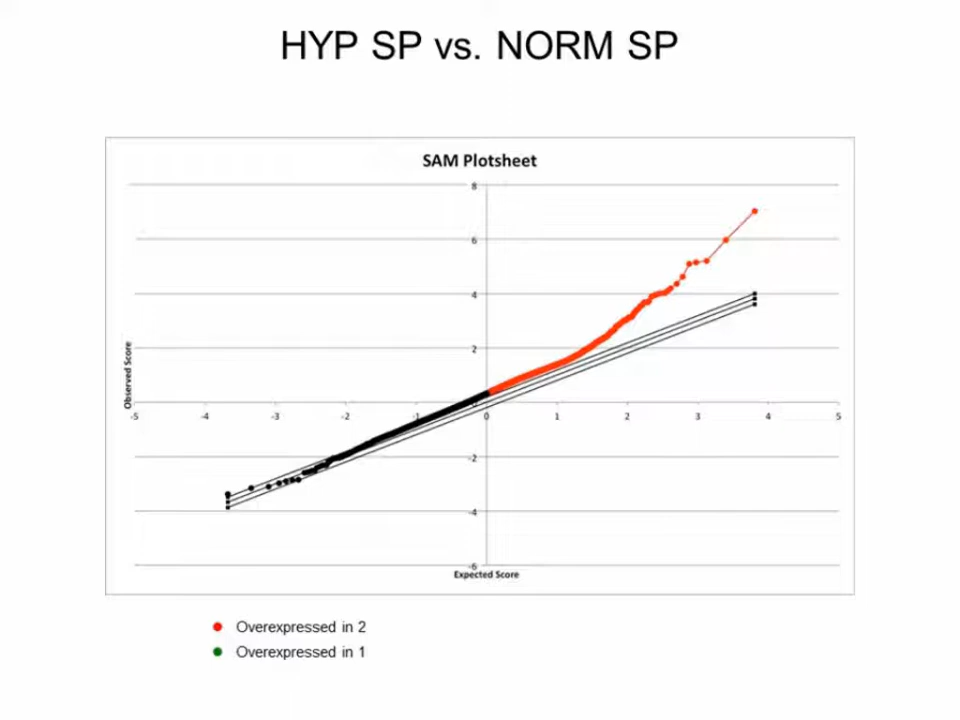 HYP SP vs. NORM SP
SAM Plotsheet
8
6
4
2
-5 -4 -3 -2 -1 0 1 2 3 4 5
-2
-4
-6
Observed Score
Expected Score
Overexpressed in 2
Overexpressed in 1